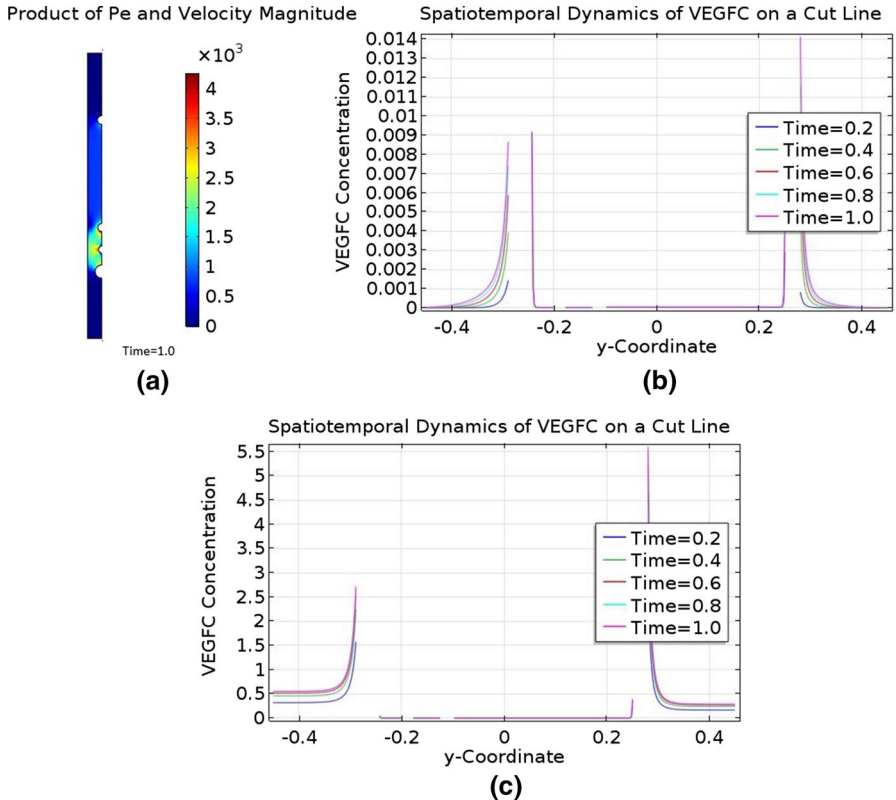 Product of Pe and Velocity Magnitude
×10³
4
3.5
3
2.5
2
1.5
1
0.5
0
Time=1.0
(a)
Spatiotemporal Dynamics of VEGFC on a Cut Line
VEGFC Concentration
0.014
0.013
0.012
0.011
0.01
0.009
0.008
0.007
0.006
0.005
0.004
0.003
0.002
0.001
0
Time=0.2
Time=0.4
Time=0.6
Time=0.8
Time=1.0
-0.4
-0.2
0
0.2
0.4
y-Coordinate
(b)
Spatiotemporal Dynamics of VEGFC on a Cut Line
VEGFC Concentration
5.5
5
4.5
4
3.5
3
2.5
2
1.5
1
0.5
0
Time=0.2
Time=0.4
Time=0.6
Time=0.8
Time=1.0
-0.4
-0.2
0
0.2
0.4
y-Coordinate
(c)